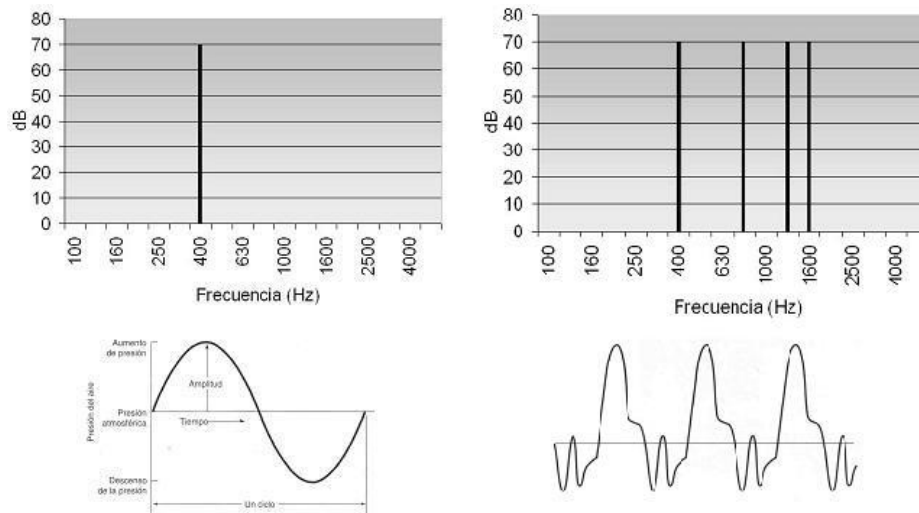 80
70
60
50
40
30
20
10
0
dB
100
160
250
400
630
1000
1600
2500
4000
Frecuencia (Hz)
80
70
60
50
40
30
20
10
0
dB
100
160
250
400
630
1000
1600
2500
4000
Frecuencia (Hz)
Aumento
de presión
Presión del aire
Presión
atmosférica
Descenso
de la presión
Amplitud
Tiempo
Un ciclo